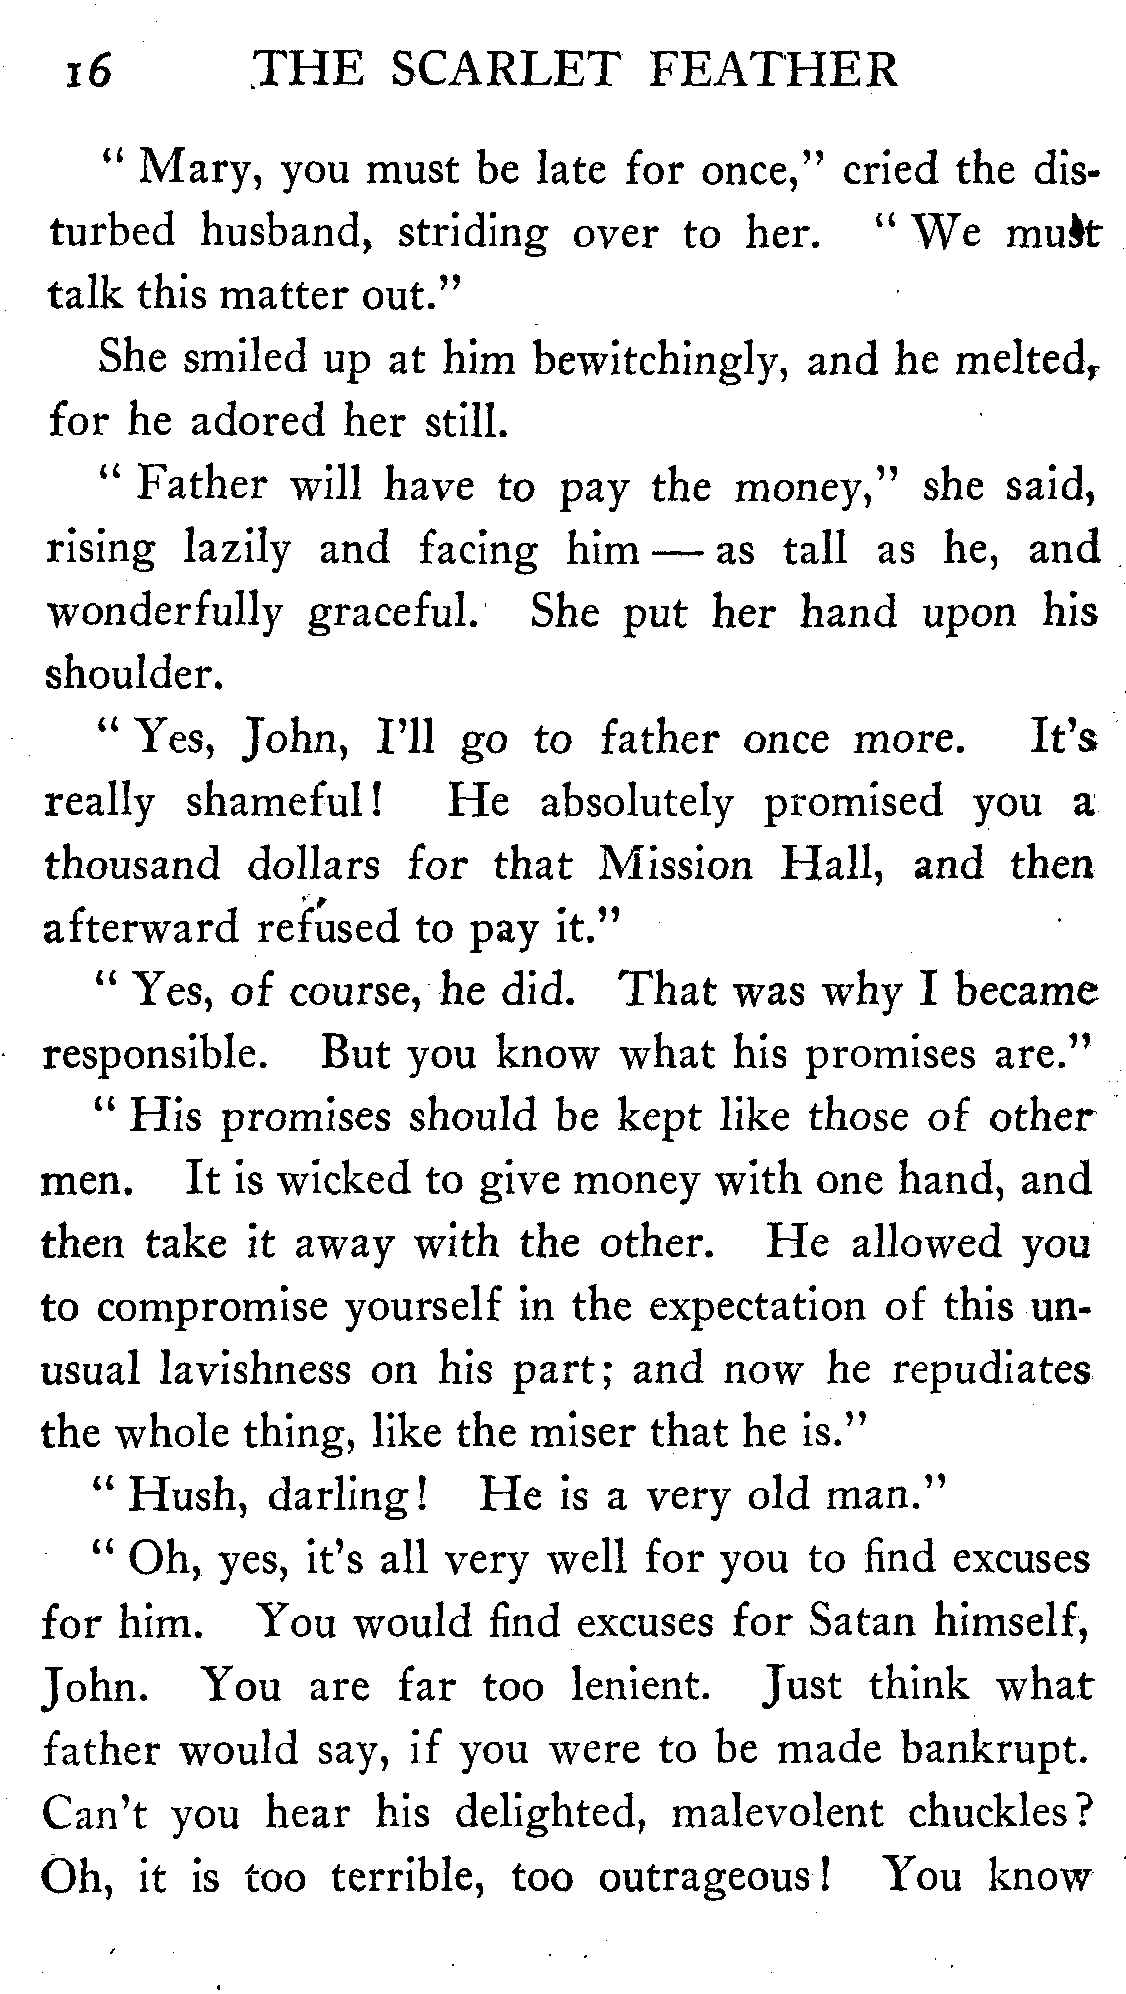 16 THE SCARLET FEATHER
" Mary, you must be late for once," cried the dis-
turbed husband, striding over to her. " We must
talk this matter out."
She smiled up at him bewitchingly, and he melted,
for he adored her still.
" Father will have to pay the money," she said,
rising lazily and facing him — as tall as he, and
wonderfully graceful. She put her hand upon his
shoulder.
" Yes, John, I'll go to father once more. It's
really shameful! He absolutely promised you a
thousand dollars for that Mission Hall, and then
afterward refused to pay it."
" Yes, of course, he did. That was why I became
responsible. But you know what his promises are."
" His promises should be kept like those of other
men. It is wicked to give money with one hand, and
then take it away with the other. He allowed you
to compromise yourself in the expectation of this un-
usual lavishness on his part; and now he repudiates
the whole thing, like the miser that he is."
" Hush, darling! He is a very old man."
" Oh, yes, it's all very well for you to find excuses
for him. You would find excuses for Satan himself,
John. You are far too lenient. Just think what
father would say, if you were to be made bankrupt.
Can't you hear his delighted, malevolent chuckles?
Oh, it is too terrible, too outrageous! You know